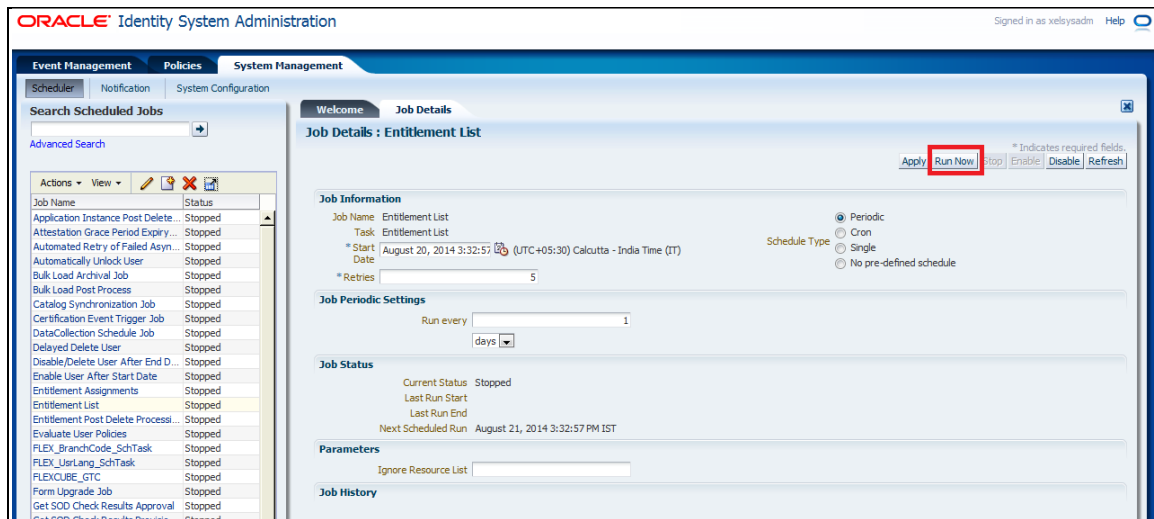 ORACLE® Identity System Administration
Signed in as xelsysadm Help
Event Management Policies System Management
Scheduler Notification System Configuration
Search Scheduled Jobs
Advanced Search
Actions View
Job Name Status
Application Instance Post Delete... Stopped
Attestation Grace Period Expiry... Stopped
Automated Retry of Failed Asyn... Stopped
Automatically Unlock User Stopped
Bulk Load Archival Job Stopped
Bulk Load Post Process Stopped
Catalog Synchronization Job Stopped
Certification Event Trigger Job Stopped
DataCollection Schedule Job Stopped
Delayed Delete User Stopped
Disable/Delete User After End D... Stopped
Enable User After Start Date Stopped
Entitlement Assignments Stopped
Entitlement List Stopped
Entitlement Post Delete Processi... Stopped
Evaluate User Policies Stopped
FLEX_BranchCode_SchTask Stopped
FLEX_UsrLang_SchTask Stopped
FLEXCUBE_GTC Stopped
Form Upgrade Job Stopped
Get SOD Check Results Approval Stopped
Welcome Job Details
Job Details : Entitlement List
* Indicates required fields.
Apply Run Now Stop Enable Disable Refresh
Job Information
Job Name Entitlement List
Task Entitlement List
* Start Date August 20, 2014 3:32:57 (UTC+05:30) Calcutta - India Time (IT)
* Retries 5
Schedule Type
Periodic
Cron
Single
No pre-defined schedule
Job Periodic Settings
Run every 1
days
Job Status
Current Status Stopped
Last Run Start
Last Run End
Next Scheduled Run August 21, 2014 3:32:57 PM IST
Parameters
Ignore Resource List
Job History